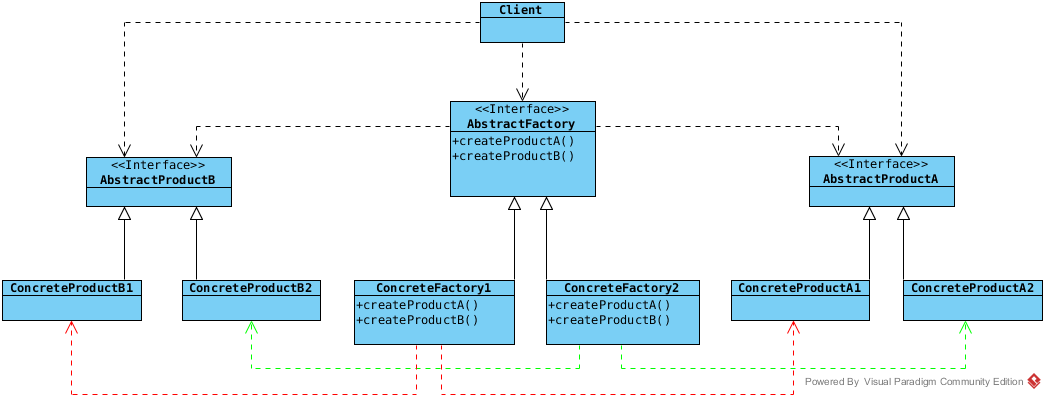 Client
<<Interface>>
AbstractFactory
+createProductA()
+createProductB()
<<Interface>>
AbstractProductB
<<Interface>>
AbstractProductA
ConcreteProductB1
ConcreteProductB2
ConcreteFactory1
+createProductA()
+createProductB()
ConcreteFactory2
+createProductA()
+createProductB()
ConcreteProductA1
ConcreteProductA2
Powered By Visual Paradigm Community Edition